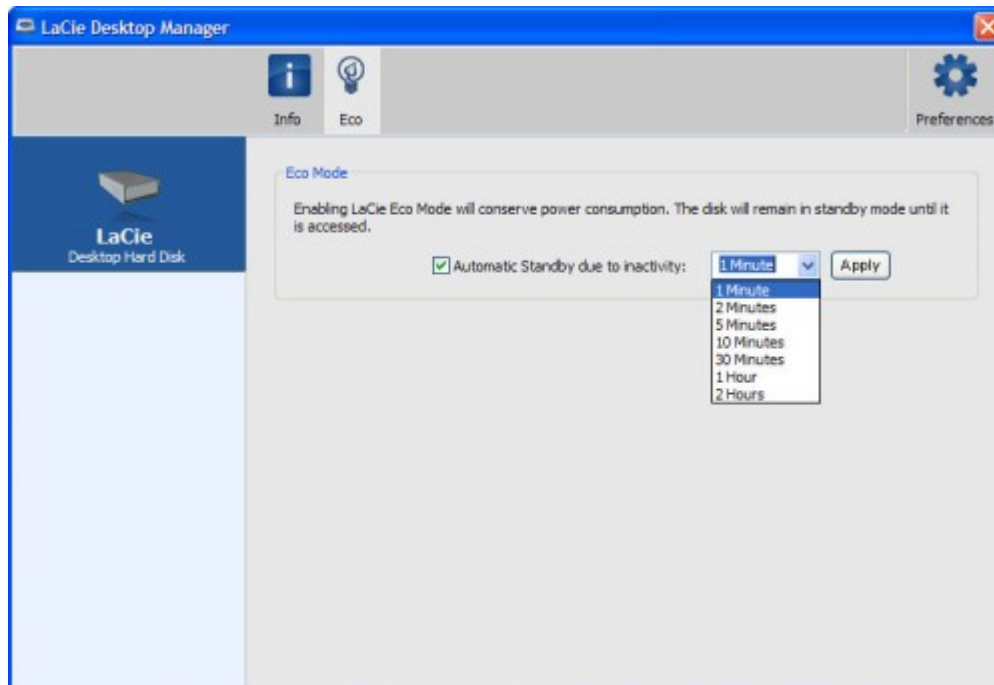 LaCie Desktop Manager
Info
Eco
Preferences
LaCie
Desktop Hard Disk
Eco Mode
Enabling LaCie Eco Mode will conserve power consumption. The disk will remain in standby mode until it
is accessed.
Automatic Standby due to inactivity: 1 Minute Apply
1 Minute
2 Minutes
5 Minutes
10 Minutes
30 Minutes
1 Hour
2 Hours